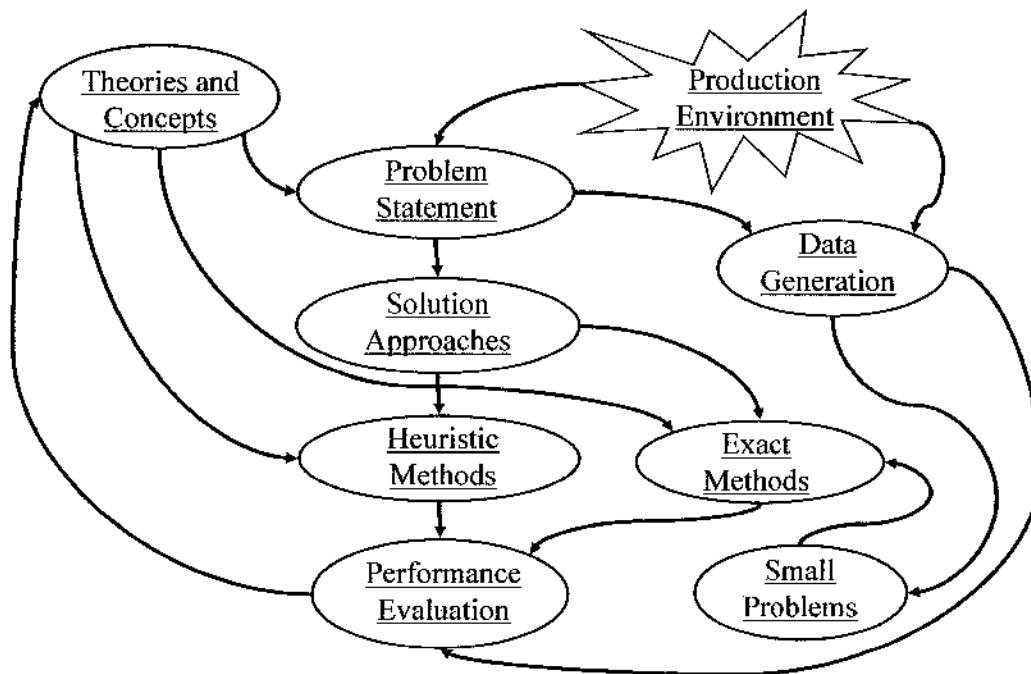 Theories and
Concepts
Production
Environment
Problem
Statement
Data
Generation
Solution
Approaches
Heuristic
Methods
Exact
Methods
Performance
Evaluation
Small
Problems